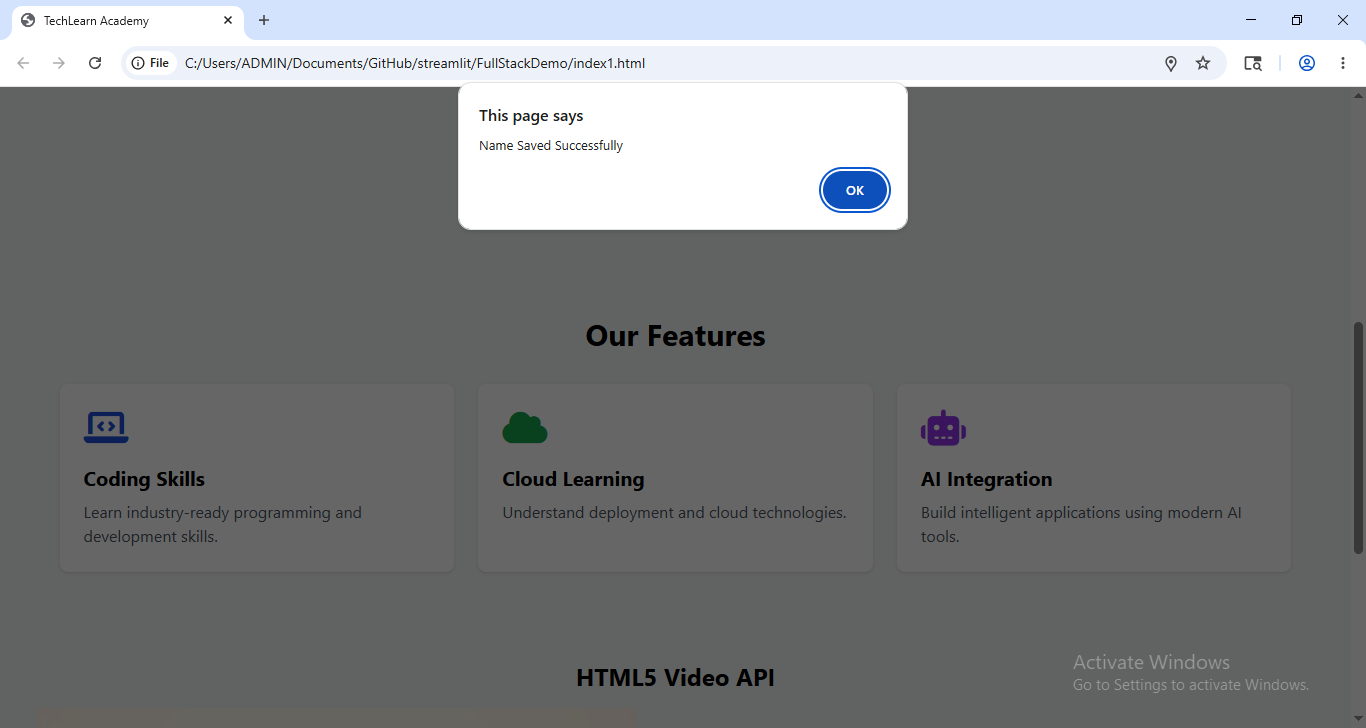 TechLearn Academy
File
C:/Users/ADMIN/Documents/GitHub/streamlit/FullStackDemo/index1.html
This page says
Name Saved Successfully
OK
Our Features
Coding Skills
Learn industry-ready programming and
development skills.
Cloud Learning
Understand deployment and cloud technologies.
AI Integration
Build intelligent applications using modern AI
tools.
HTML5 Video API
Activate Windows
Go to Settings to activate Windows.